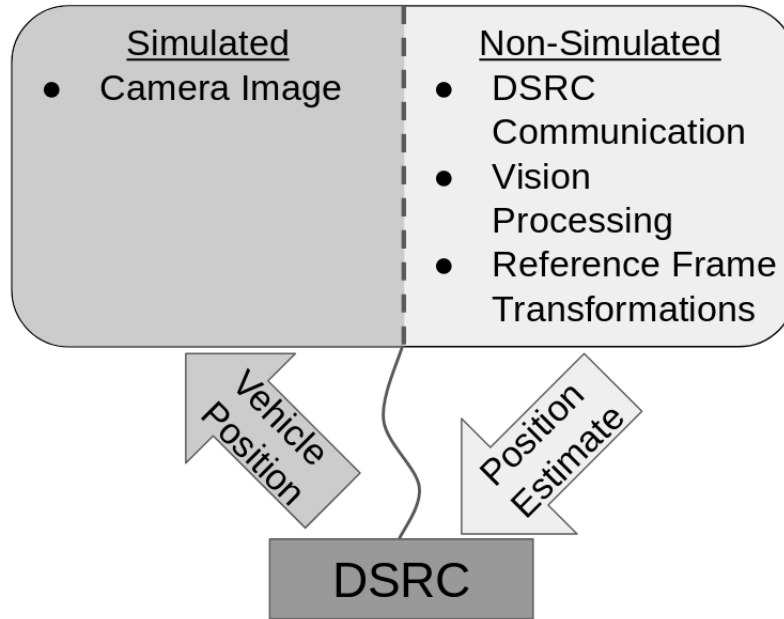 Simulated
● Camera Image
Non-Simulated
● DSRC
Communication
● Vision
Processing
● Reference Frame
Transformations
Vehicle
Position
Position
Estimate
DSRC